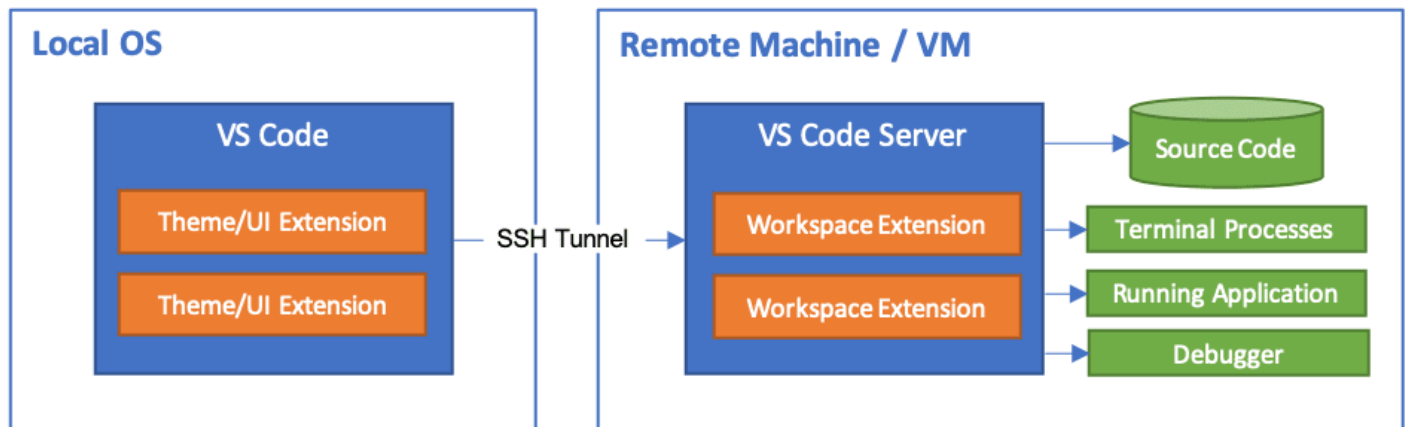 Local OS
VS Code
Theme/UI Extension
Theme/UI Extension
SSH Tunnel
Remote Machine / VM
VS Code Server
Workspace Extension
Workspace Extension
Source Code
Terminal Processes
Running Application
Debugger